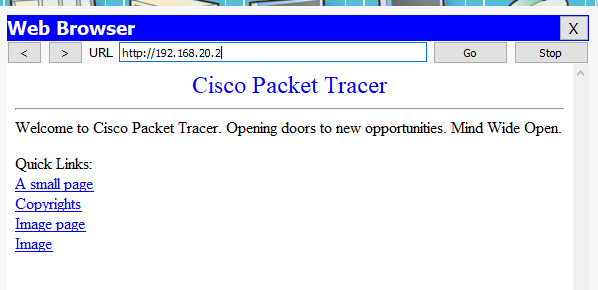 Web Browser X
< > URL http://192.168.20.2 Go Stop
Cisco Packet Tracer
Welcome to Cisco Packet Tracer. Opening doors to new opportunities. Mind Wide Open.
Quick Links:
A small page
Copyrights
Image page
Image